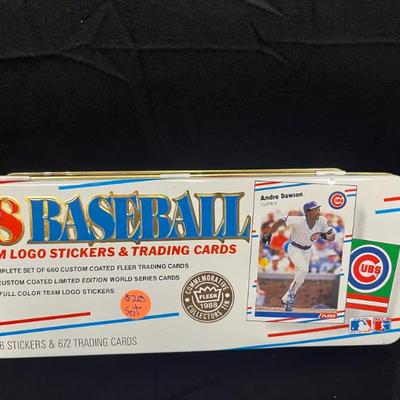 8 BASEBALL
M LOGO STICKERS & TRADING CARDS
PLETE SET OF 660 CUSTOM COATED FLEER TRADING CARDS
CUSTOM COATED LIMITED EDITION WORLD SERIES CARDS
FULL COLOR TEAM LOGO STICKERS
$20
Set
6 STICKERS & 672 TRADING CARDS
COMMEMORATIVE
FLEER
1988
COLLECTORS TIN
Andre Dawson
OUTFIELD
FLEER
CUBS